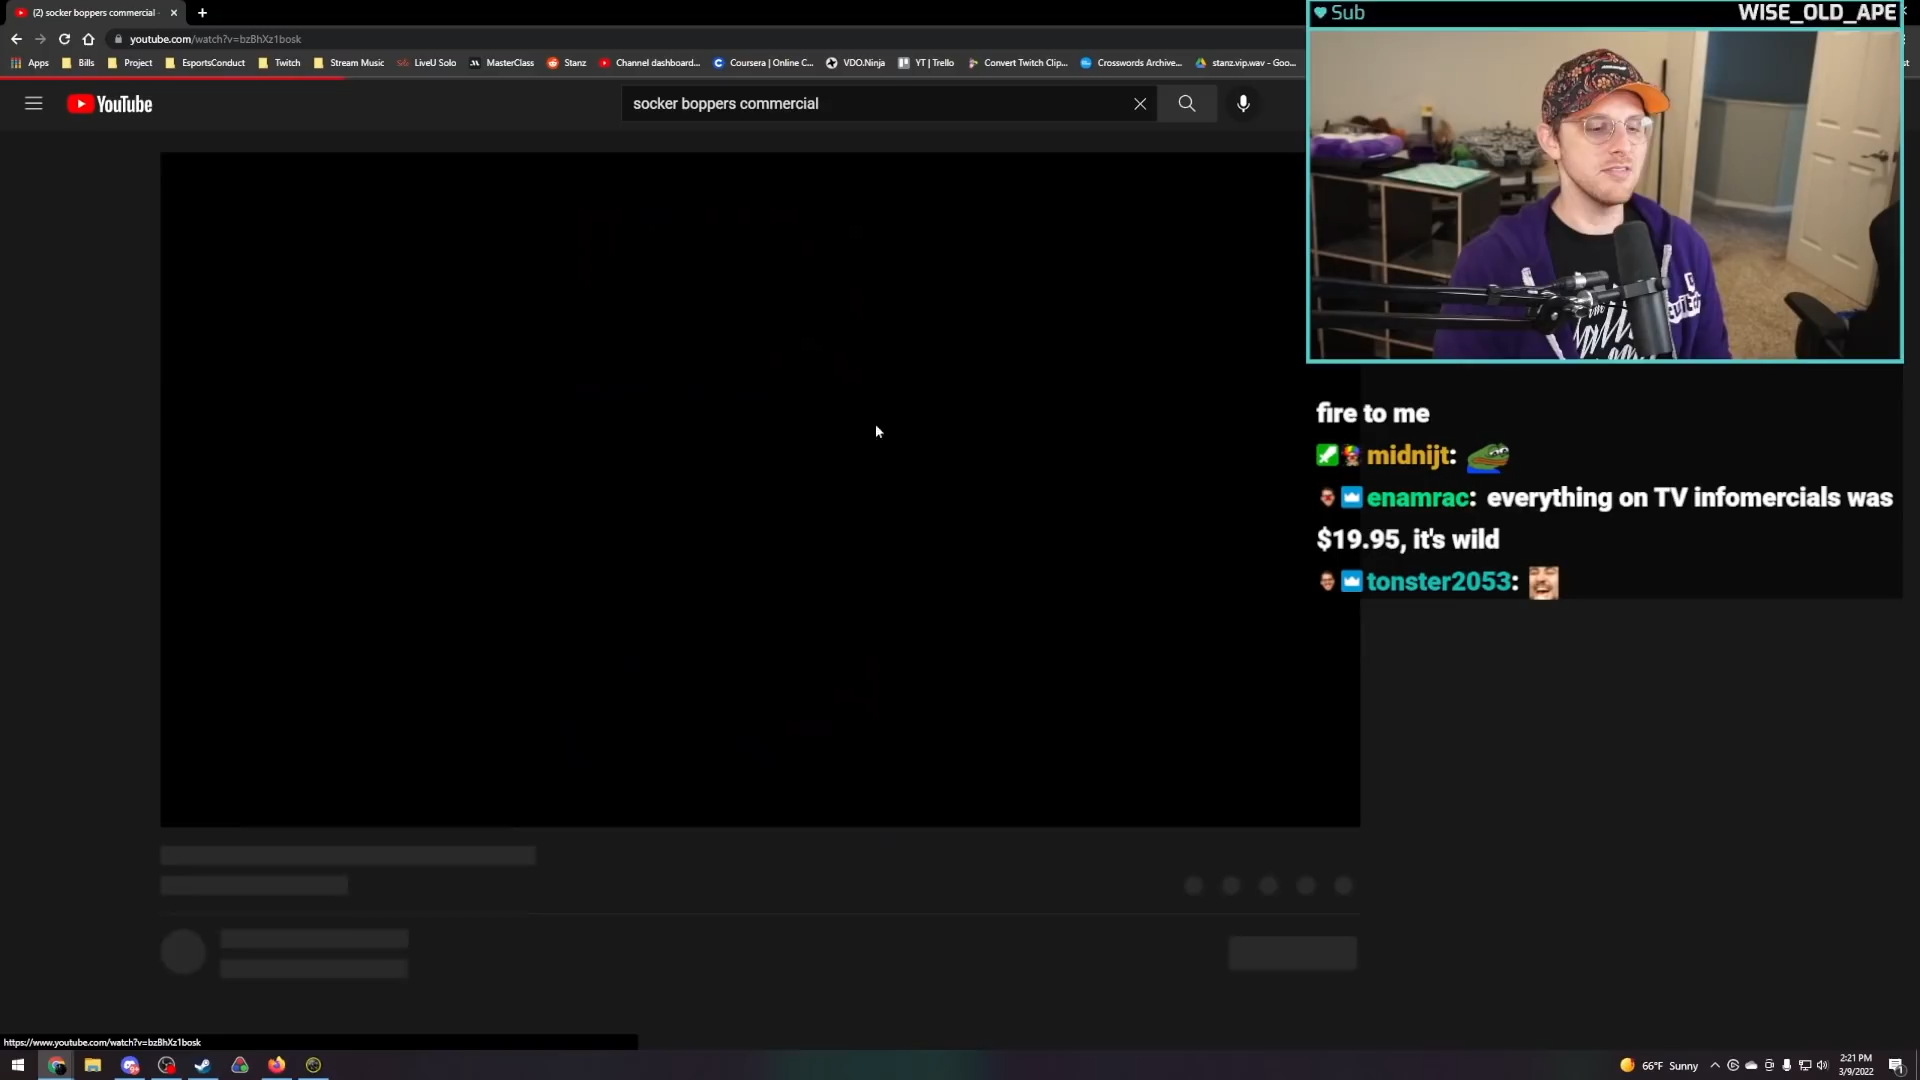 (2) socker boppers commercial -
youtube.com/watch?v=bzBhXz1bosk
Apps Bills Project EsportsConduct Twitch Stream Music LiveU Solo MasterClass Stanz Channel dashboard... Coursera | Online C... VDO.Ninja YT | Trello Convert Twitch Clip... Crosswords Archive... stanz.vip.wav – Goo...
YouTube
socker boppers commercial
Sub
WISE_OLD_APE
fire to me
midnijt:
enamrac: everything on TV infomercials was
$19.95, it's wild
tonster2053:
https://www.youtube.com/watch?v=bzBhXz1bosk
66°F Sunny
2:21 PM
3/9/2022